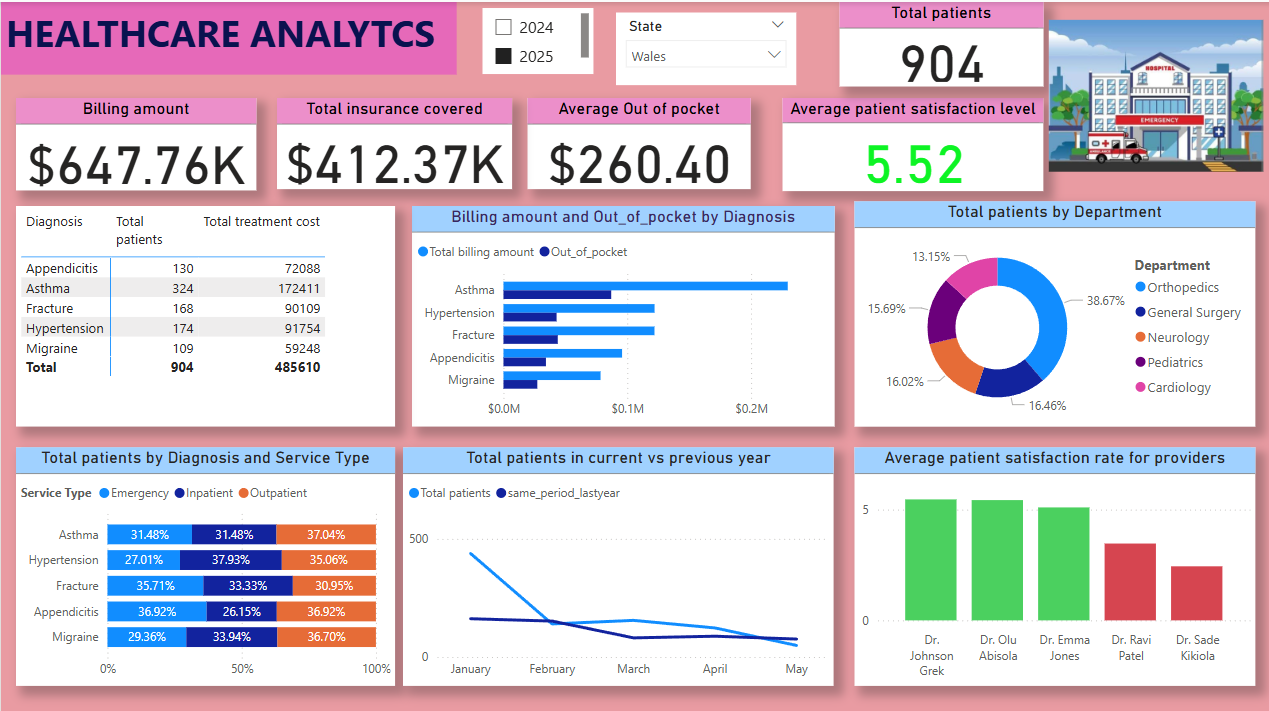 HEALTHCARE ANALYTCS
2024
2025
State
Wales
Total patients
904
HOSPITAL
EMERGENCY
AMBULANCE
Billing amount
$647.76K
Total insurance covered
$412.37K
Average Out of pocket
$260.40
Average patient satisfaction level
5.52
Diagnosis Total patients Total treatment cost
Appendicitis 130 72088
Asthma 324 172411
Fracture 168 90109
Hypertension 174 91754
Migraine 109 59248
Total 904 485610
Billing amount and Out_of_pocket by Diagnosis
Total billing amount Out_of_pocket
Asthma
Hypertension
Fracture
Appendicitis
Migraine
$0.0M $0.1M $0.2M
Total patients by Department
13.15%
15.69%
16.02%
16.46%
38.67%
Department
Orthopedics
General Surgery
Neurology
Pediatrics
Cardiology
Total patients by Diagnosis and Service Type
Service Type Emergency Inpatient Outpatient
Asthma 31.48% 31.48% 37.04%
Hypertension 27.01% 37.93% 35.06%
Fracture 35.71% 33.33% 30.95%
Appendicitis 36.92% 26.15% 36.92%
Migraine 29.36% 33.94% 36.70%
0% 50% 100%
Total patients in current vs previous year
Total patients same_period_lastyear
500
0
January February March April May
Average patient satisfaction rate for providers
5
0
Dr. Johnson Grek
Dr. Olu Abisola
Dr. Emma Jones
Dr. Ravi Patel
Dr. Sade Kikiola